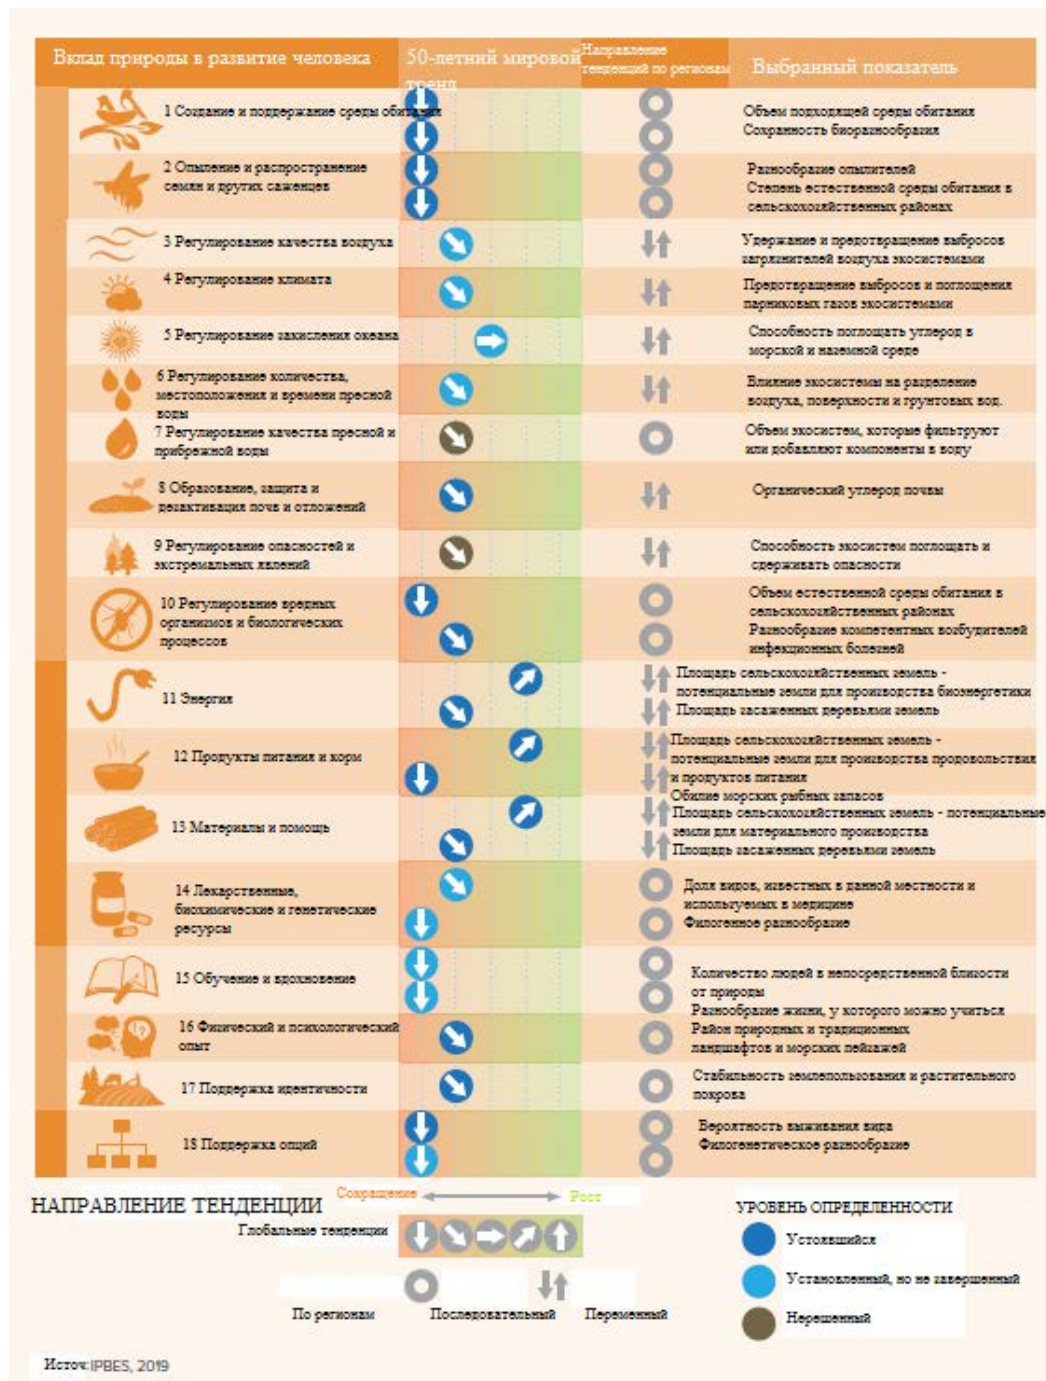 Вклад природы в развитие человека
50-летний мировой
тренд
Направление
тенденций по регионам
Выбранный показатель
1 Создание и поддержание среды обитания
Объем подходящей среды обитания
Сохранность биоразнообразия
2 Опыление и распространение
семян и других саженцев
Разнообразие опылителей
Степень естественной среды обитания в
сельскохозяйственных районах
3 Регулирование качества воздуха
Удержание и предотвращение выбросов
загрязнителей воздуха экосистемами
4 Регулирование климата
Предотвращение выбросов и поглощения
парниковых газов экосистемами
5 Регулирование закисления океана
Способность поглощать углерод в
морской и наземной среде
6 Регулирование количества,
местоположения и времени пресной
воды
Влияние экосистемы на разделение
воздуха, поверхности и грунтовых вод.
7 Регулирование качества пресной и
прибрежной воды
Объем экосистем, которые фильтруют
или добавляют компоненты в воду
8 Образование, защита и
дезактивация почв и отложений
Органический углерод почвы
9 Регулирование опасностей и
экстремальных явлений
Способность экосистем поглощать и
сдерживать опасности
10 Регулирование вредных
организмов и биологических
процессов
Объем естественной среды обитания в
сельскохозяйственных районах
Разнообразие компетентных возбудителей
инфекционных болезней
11 Энергия
Площадь сельскохозяйственных земель -
потенциальные земли для производства биоэнергетики
Площадь засаженных деревьями земель
12 Продукты питания и корм
Площадь сельскохозяйственных земель -
потенциальные земли для производства продовольствия
и продуктов питания
Обилие морских рыбных запасов
13 Материалы и помощь
Площадь сельскохозяйственных земель - потенциальные
земли для материального производства
Площадь засаженных деревьями земель
14 Лекарственные,
биохимические и генетические
ресурсы
Доля видов, известных в данной местности и
используемых в медицине
Филогенное разнообразие
15 Обучение и вдохновение
Количество людей в непосредственной близости
от природы
Разнообразие жизни, у которого можно учиться
16 Физический и психологический
опыт
Район природных и традиционных
ландшафтов и морских пейзажей
17 Поддержка идентичности
Стабильность землепользования и растительного
покрова
18 Поддержка опций
Вероятность выживания вида
Филогенетическое разнообразие
НАПРАВЛЕНИЕ ТЕНДЕНЦИИ
Сокращение
Рост
Глобальные тенденции
По регионам
Последовательный
Переменный
УРОВЕНЬ ОПРЕДЕЛЕННОСТИ
Устоявшийся
Установленный, но не завершенный
Нерешенный
Источ IPBES, 2019